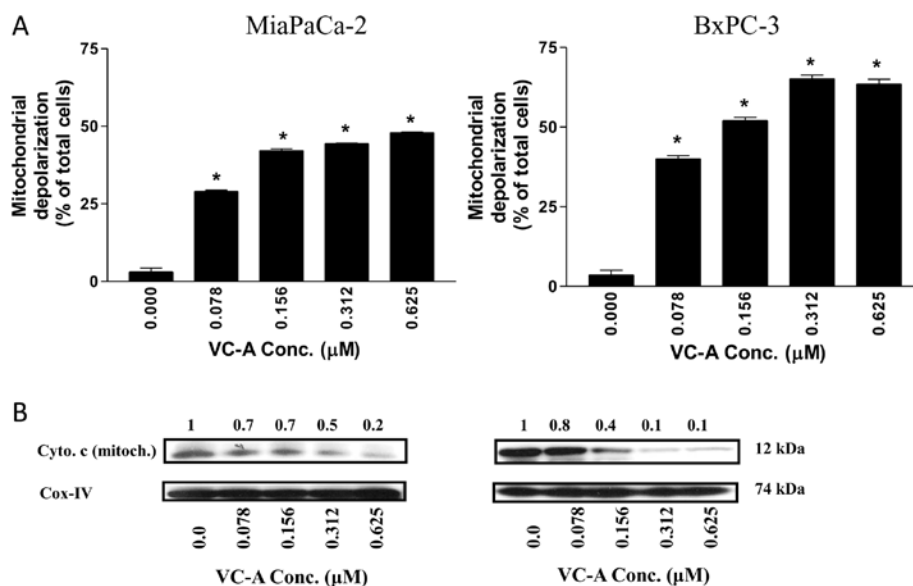 A
MiaPaCa-2
BxPC-3
Mitochondrial
depolarization
(% of total cells)
75
50
25
0
*
*
*
*
0.000
0.078
0.156
0.312
0.625
VC-A Conc. (μM)
Mitochondrial
depolarization
(% of total cells)
75
50
25
0
*
*
*
*
0.000
0.078
0.156
0.312
0.625
VC-A Conc. (μM)
B
1 0.7 0.7 0.5 0.2
1 0.8 0.4 0.1 0.1
Cyto. c (mitoch.)
12 kDa
Cox-IV
74 kDa
0.0
0.078
0.156
0.312
0.625
VC-A Conc. (μM)
0.0
0.078
0.156
0.312
0.625
VC-A Conc. (μM)